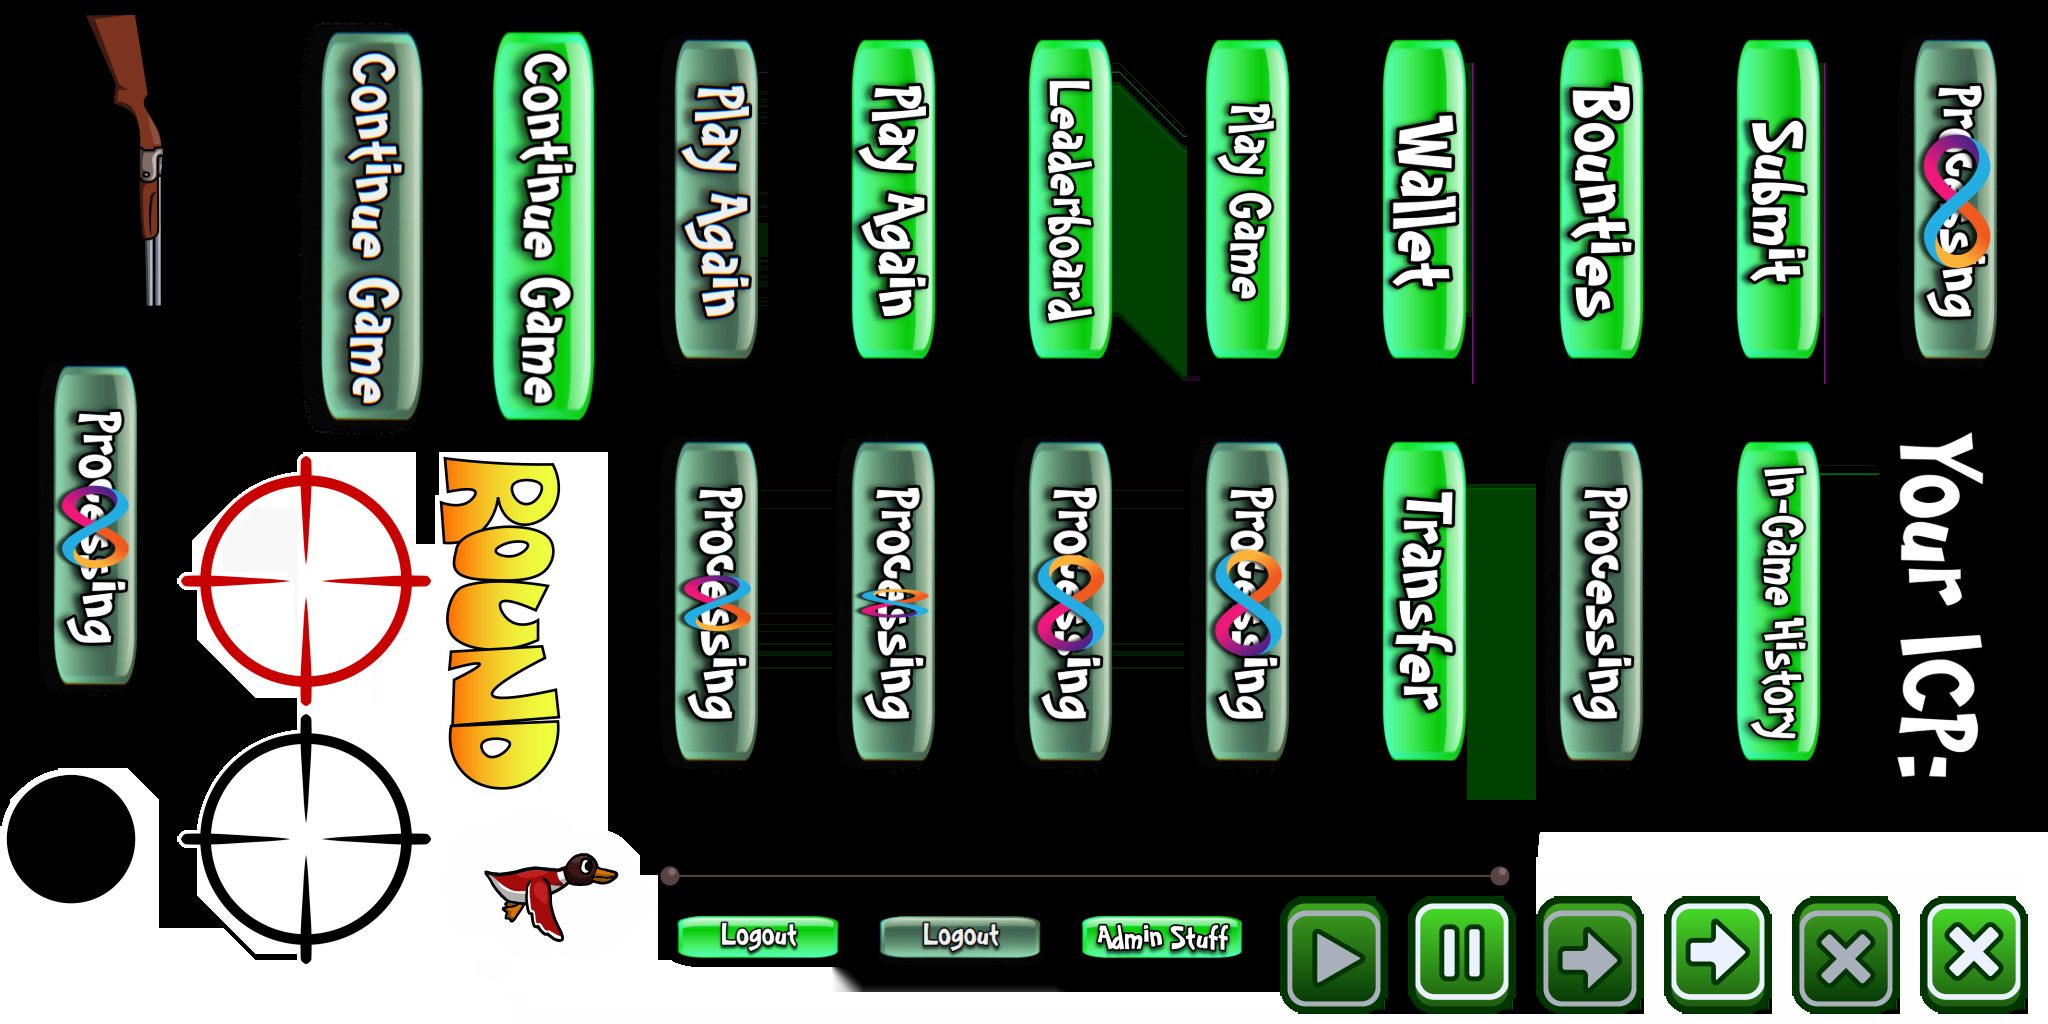 Continue Game
Continue Game
Play Again
Play Again
Leaderboard
Play Game
Wallet
Bounties
Submit
Processing
Processing
ROUND
Processing
Processing
Processing
Processing
Transfer
Processing
In-Game History
Your ICP:
Logout
Logout
Admin Stuff